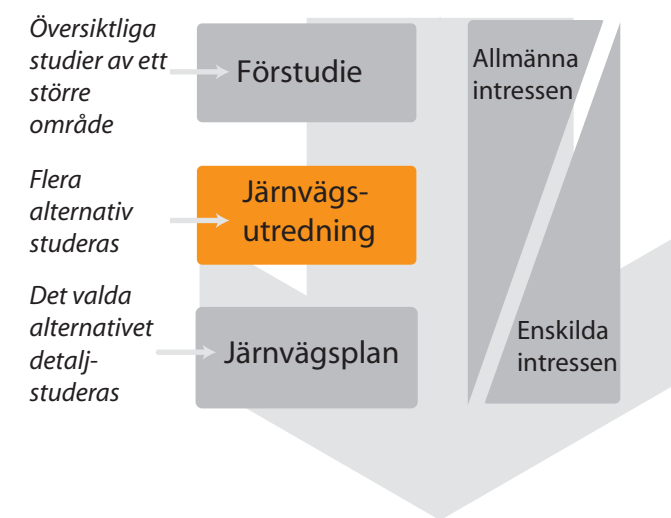 Översiktliga
studier av ett
större
område
Förstudie
Allmänna
intressen
Flera
alternativ
studeras
Järnvägs-
utredning
Det valda
alternativet
detalj-
studeras
Järnvägsplan
Enskilda
intressen